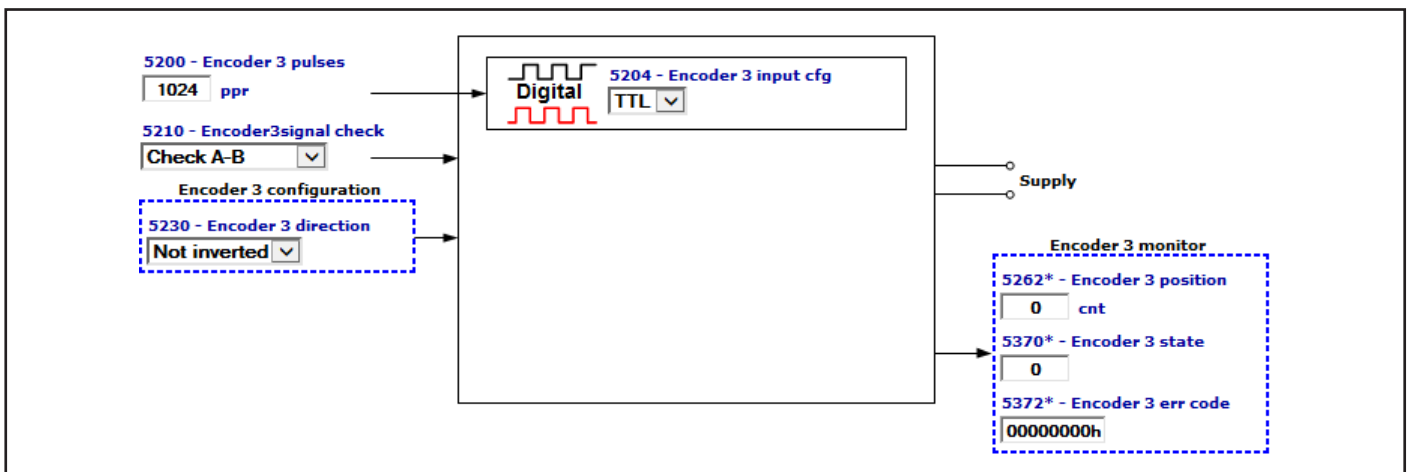 5200 - Encoder 3 pulses
1024 ppr
5210 - Encoder3signal check
Check A-B
Encoder 3 configuration
5230 - Encoder 3 direction
Not inverted
Digital
5204 - Encoder 3 input cfg
TTL
Supply
Encoder 3 monitor
5262* - Encoder 3 position
0 cnt
5370* - Encoder 3 state
0
5372* - Encoder 3 err code
00000000h